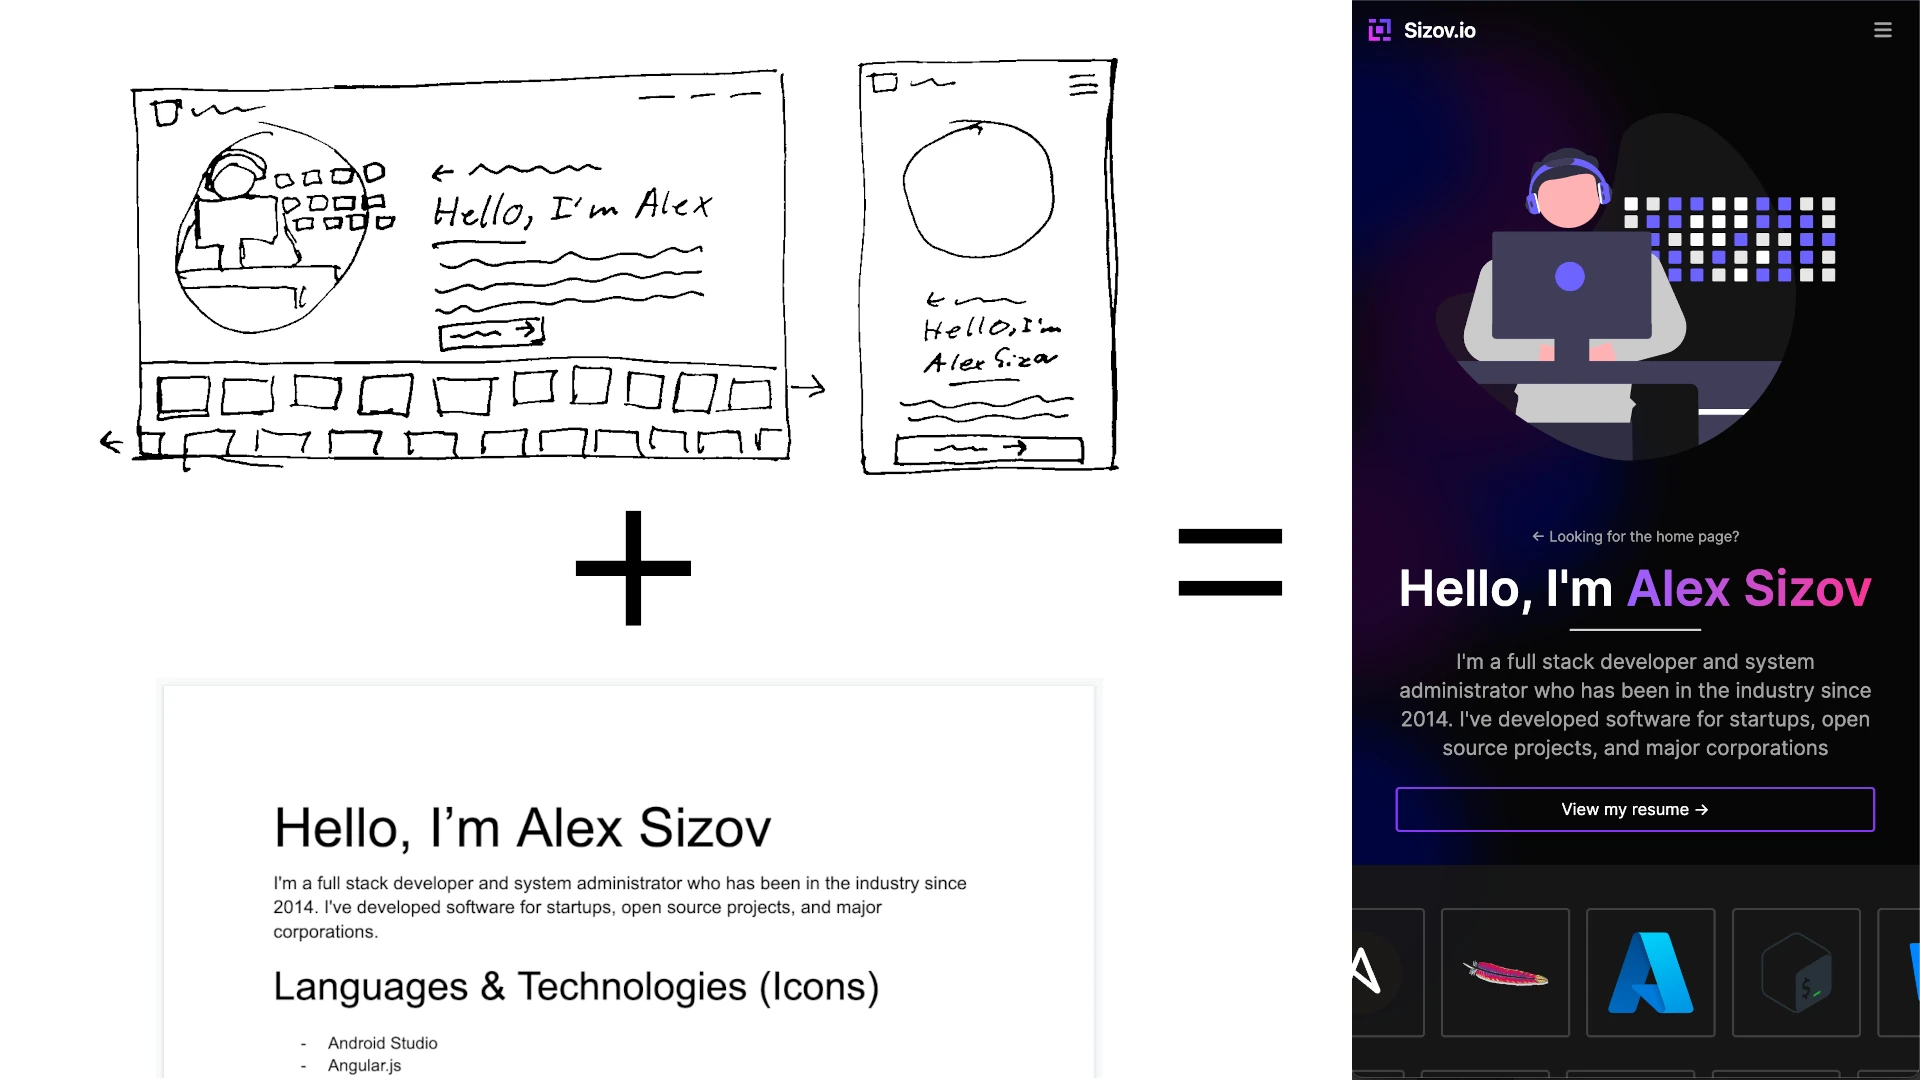 Hello, I'm Alex
Hello, I'm
Alex Sizov
+
=
Hello, I’m Alex Sizov
I'm a full stack developer and system administrator who has been in the industry since
2014. I've developed software for startups, open source projects, and major
corporations.
Languages & Technologies (Icons)
- Android Studio
- Angular.js
Sizov.io
← Looking for the home page?
Hello, I'm Alex Sizov
I'm a full stack developer and system
administrator who has been in the industry since
2014. I've developed software for startups, open
source projects, and major corporations
View my resume →
$